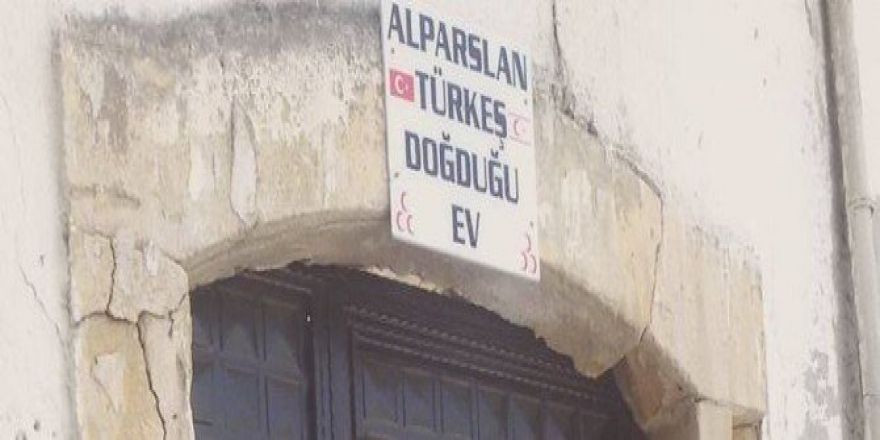 ALPARSLAN
TÜRKEŞ
DOĞDUĞU
EV